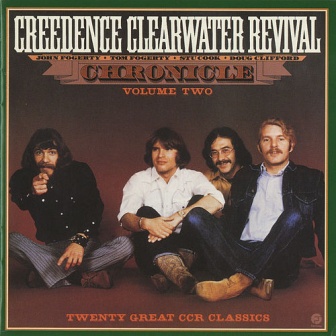 CREEDENCE CLEARWATER REVIVAL
JOHN FOGERTY • TOM FOGERTY • STU COOK • DOUG CLIFFORD
CHRONICLE
VOLUME TWO
TWENTY GREAT CCR CLASSICS